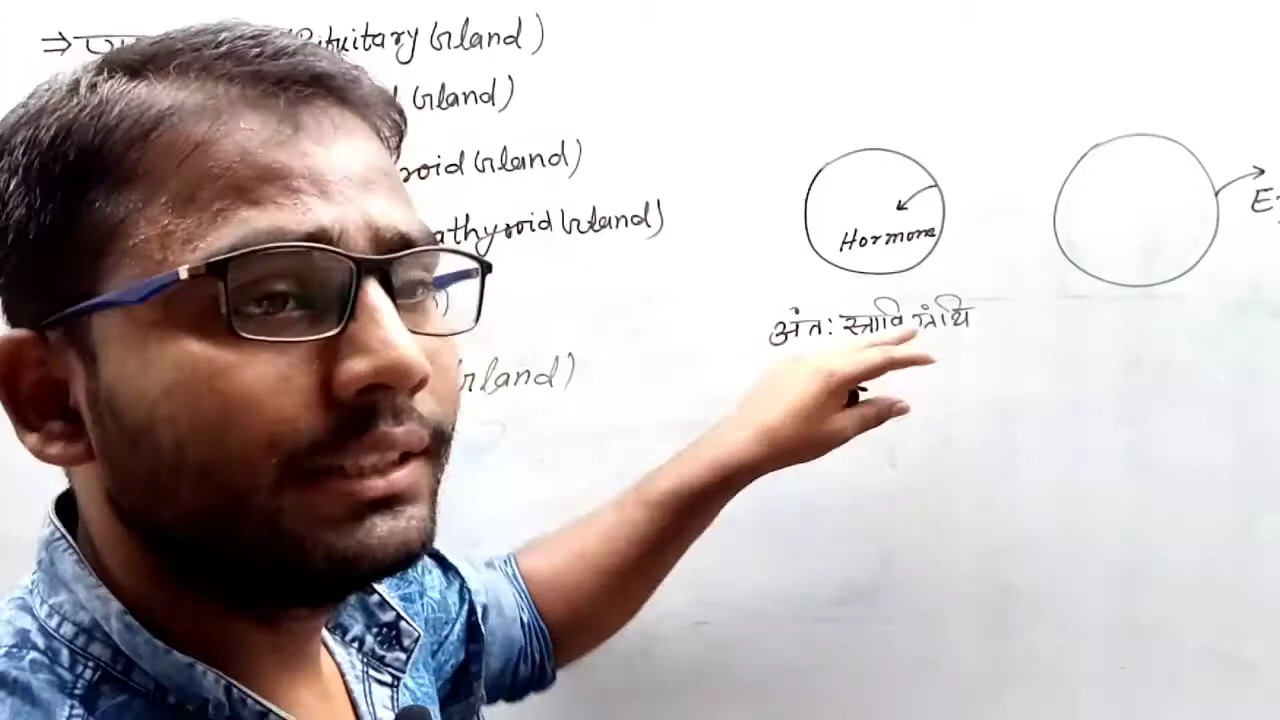 ⇒ Pituitary Gland)
Gland)
roid Gland)
athyroid Gland)
Gland)
Hormone
अंत: स्त्रावि ग्रंथि